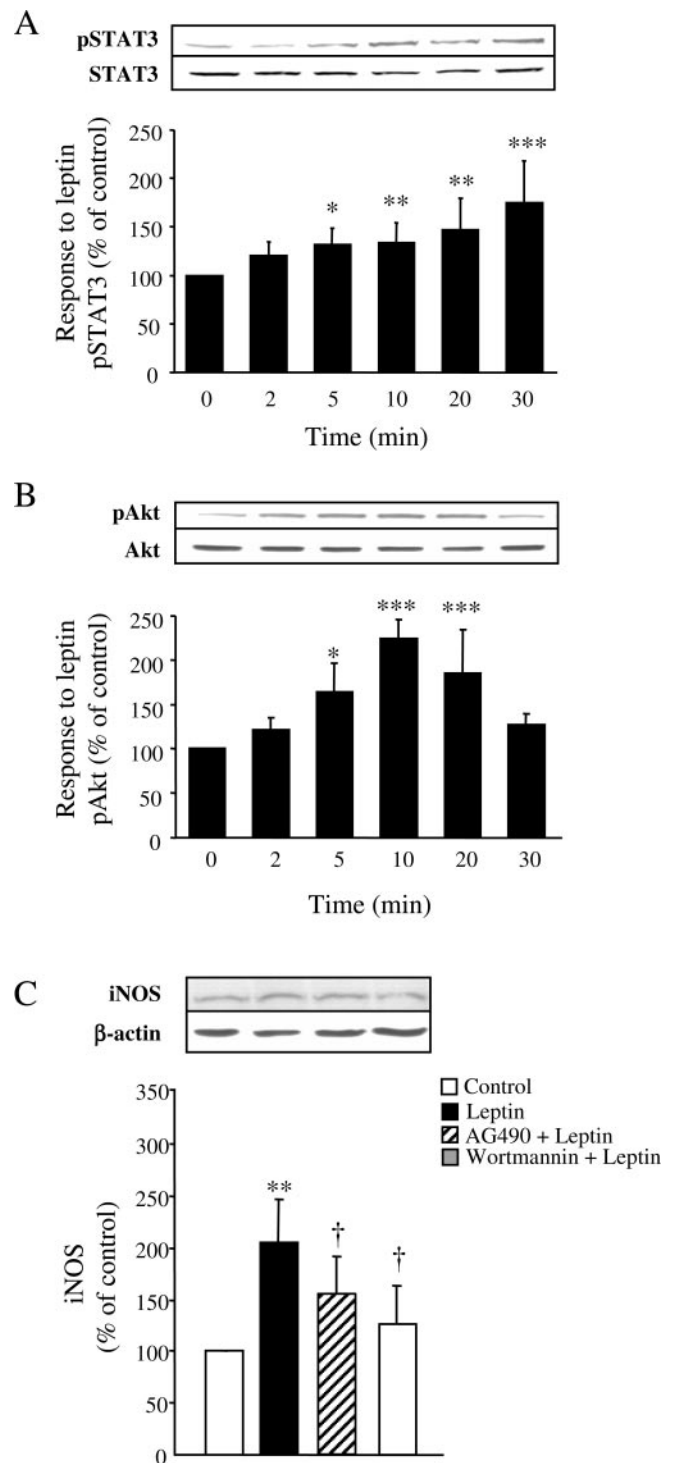 A
pSTAT3
STAT3
Response to leptin
pSTAT3 (% of control)
250
200
150
100
50
0
*
**
**
***
0 2 5 10 20 30
Time (min)
B
pAkt
Akt
Response to leptin
pAkt (% of control)
250
200
150
100
50
0
*
***
***
0 2 5 10 20 30
Time (min)
C
iNOS
β-actin
iNOS
(% of control)
350
300
250
200
150
100
50
0
**
†
†
Control
Leptin
AG490 + Leptin
Wortmannin + Leptin